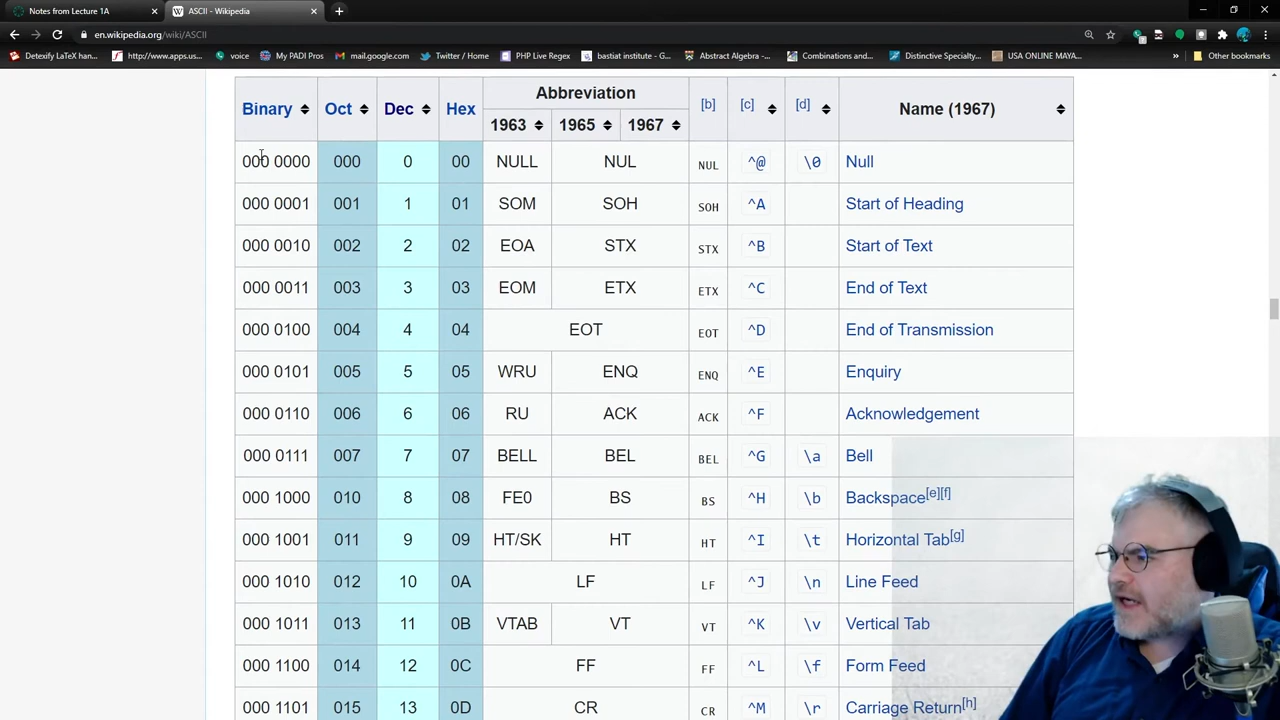 Notes from Lecture 1A
ASCII - Wikipedia
en.wikipedia.org/wiki/ASCII
Detexify LaTeX han... http://www.apps.us... voice My PADI Pros mail.google.com Twitter / Home PHP Live Regex bastiat institute - G... Abstract Algebra -... Combinations and... Distinctive Specialty... USA ONLINE MAYA... » Other bookmarks
Binary Oct Dec Hex Abbreviation [b] [c] [d] Name (1967)
1963 1965 1967
000 0000 000 0 00 NULL NUL NUL ^@ \0 Null
000 0001 001 1 01 SOM SOH SOH ^A Start of Heading
000 0010 002 2 02 EOA STX STX ^B Start of Text
000 0011 003 3 03 EOM ETX ETX ^C End of Text
000 0100 004 4 04 EOT EOT ^D End of Transmission
000 0101 005 5 05 WRU ENQ ENQ ^E Enquiry
000 0110 006 6 06 RU ACK ACK ^F Acknowledgement
000 0111 007 7 07 BELL BEL BEL ^G \a Bell
000 1000 010 8 08 FE0 BS BS ^H \b Backspace[e][f]
000 1001 011 9 09 HT/SK HT HT ^I \t Horizontal Tab[g]
000 1010 012 10 0A LF LF ^J \n Line Feed
000 1011 013 11 0B VTAB VT VT ^K \v Vertical Tab
000 1100 014 12 0C FF FF ^L \f Form Feed
000 1101 015 13 0D CR CR ^M \r Carriage Return[h]